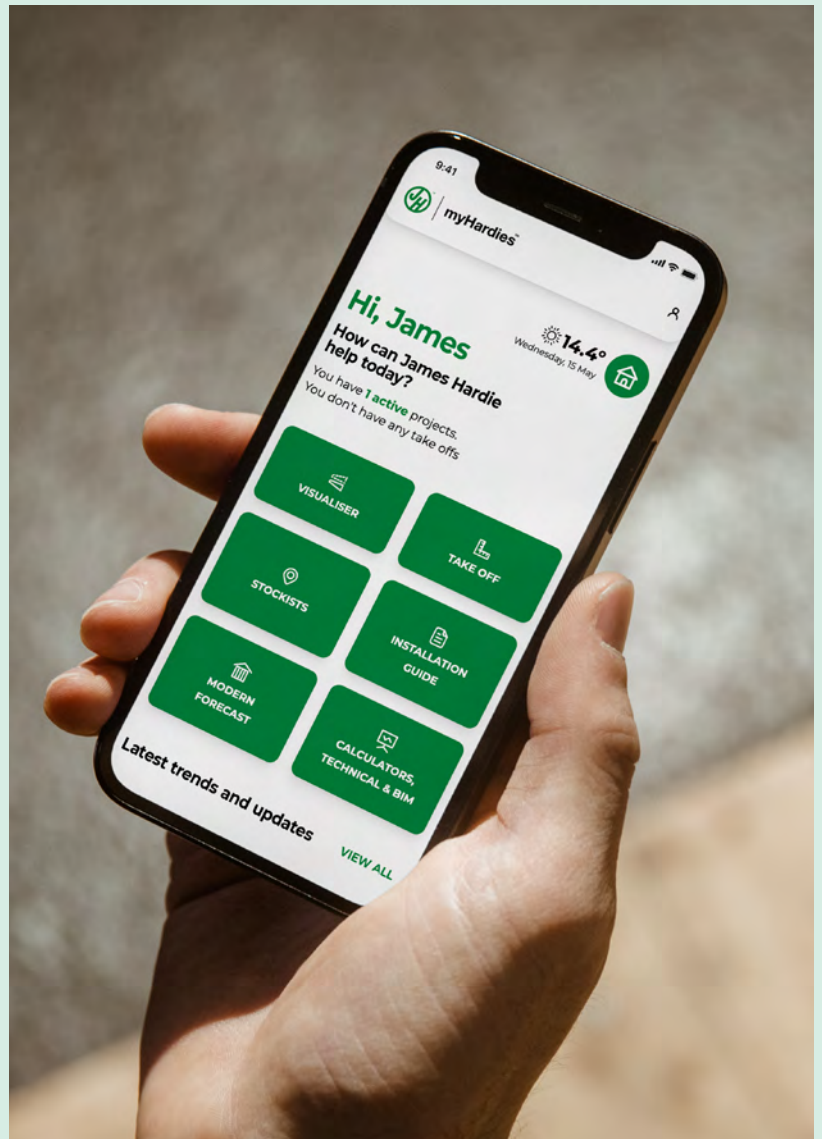 9:41
JH
myHardies™
Hi, James
14.4°
Wednesday, 15 May
How can James Hardie
help today?
You have 1 active projects.
You don't have any take offs
VISUALISER
TAKE OFF
STOCKISTS
INSTALLATION
GUIDE
MODERN
FORECAST
CALCULATORS,
TECHNICAL & BIM
Latest trends and updates
VIEW ALL